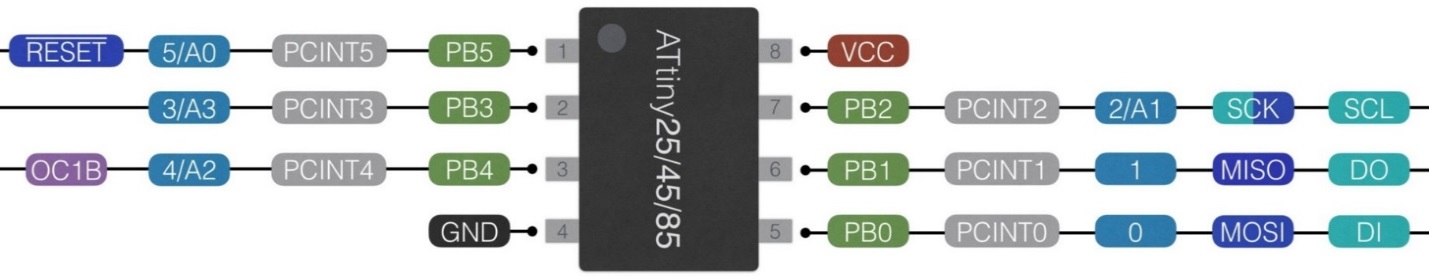 RESET 5/A0 PCINT5 PB5 1 8 VCC
3/A3 PCINT3 PB3 2 7 PB2 PCINT2 2/A1 SCK SCL
OC1B 4/A2 PCINT4 PB4 3 6 PB1 PCINT1 1 MISO DO
GND 4 5 PB0 PCINT0 0 MOSI DI
ATtiny25/45/85